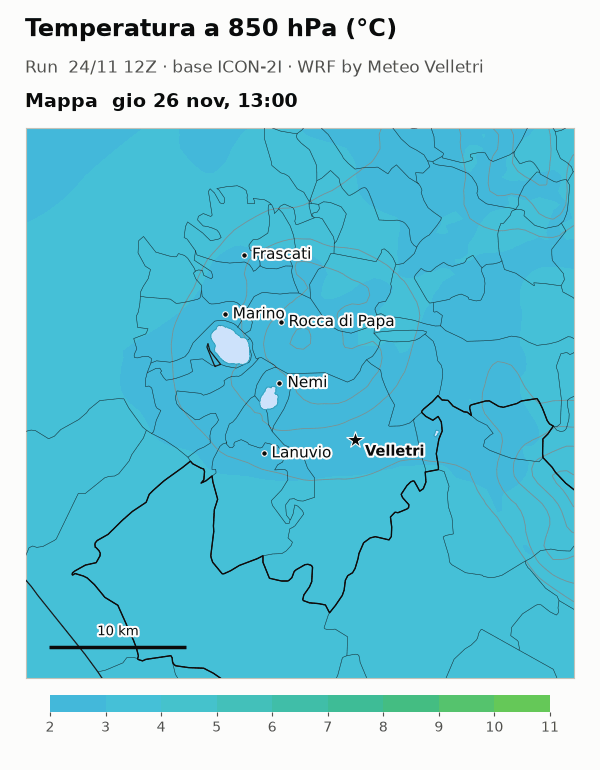 Temperatura a 850 hPa (°C)
Run  24/11 12Z · base ICON-2I · WRF by Meteo Velletri
Mappa  gio 26 nov, 13:00
Frascati
Marino
Rocca di Papa
Nemi
Velletri
Lanuvio
10 km
2 3 4 5 6 7 8 9 10 11